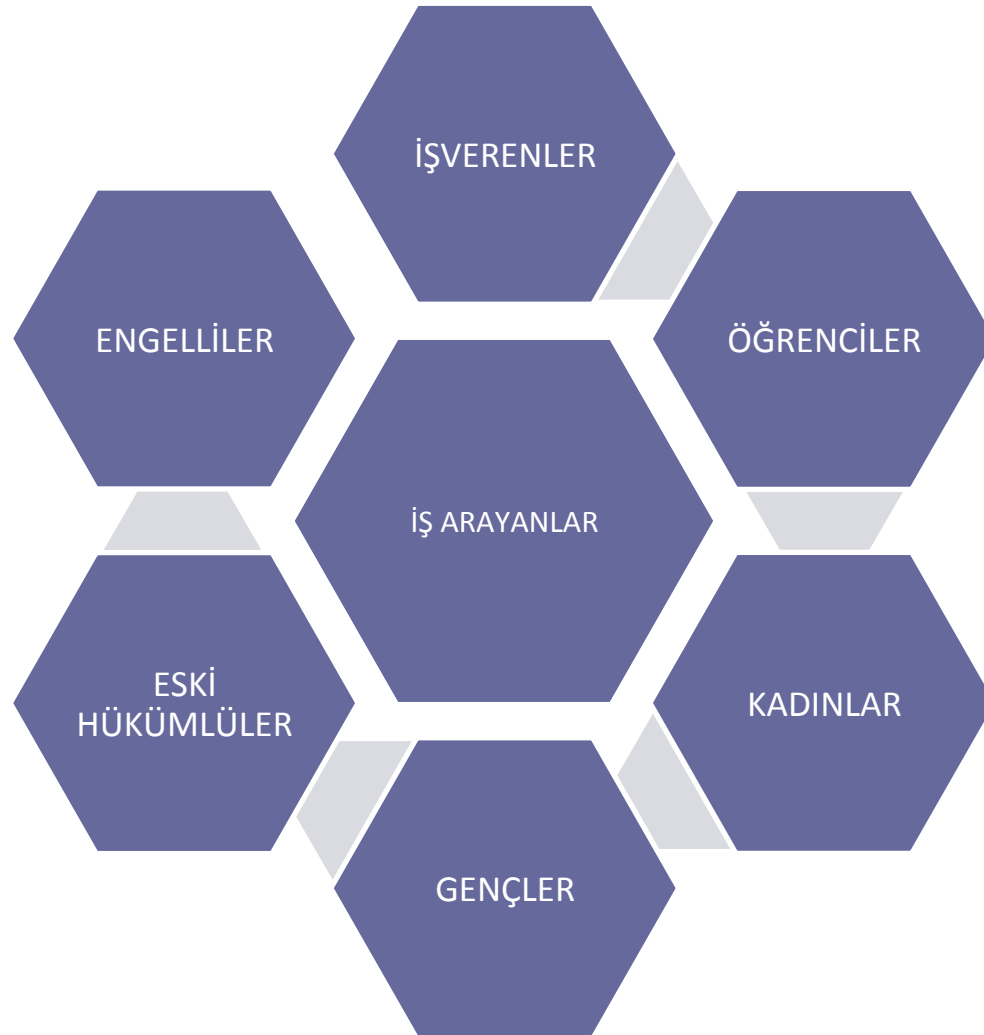 İŞVERENLER
ENGELLİLER
ÖĞRENCİLER
İŞ ARAYANLAR
ESKİ
HÜKÜMLÜLER
KADINLAR
GENÇLER